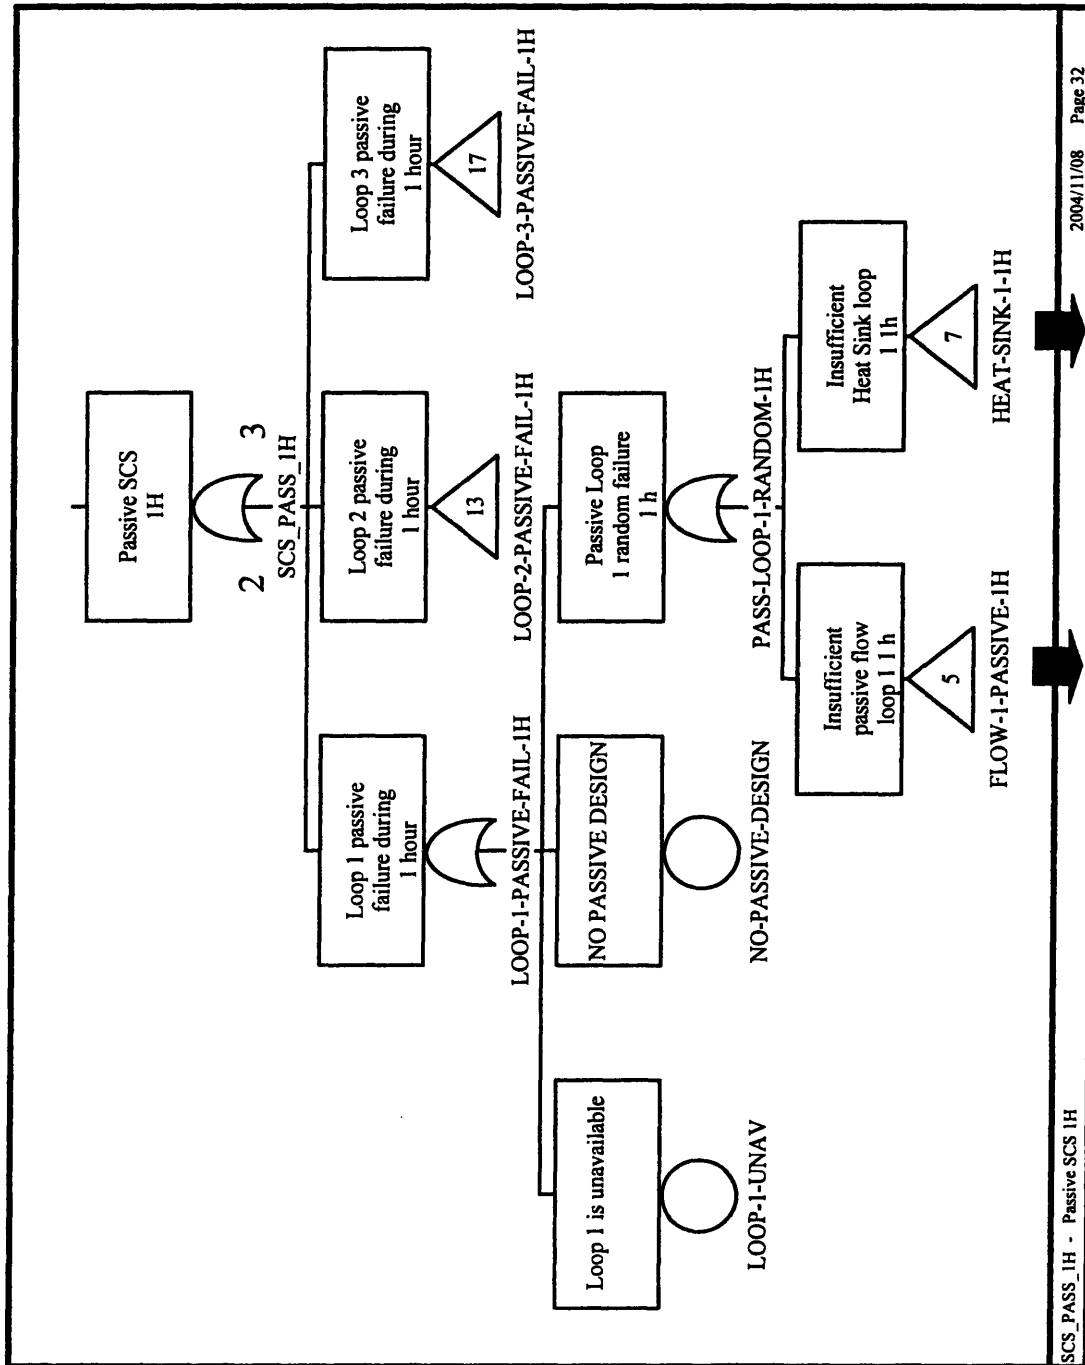 Passive SCS
1H
2
3
SCS_PASS_1H
Loop 1 passive
failure during
1 hour
LOOP-1-PASSIVE-FAIL-1H
Loop 2 passive
failure during
1 hour
13
LOOP-2-PASSIVE-FAIL-1H
Loop 3 passive
failure during
1 hour
17
LOOP-3-PASSIVE-FAIL-1H
Loop 1 is unavailable
LOOP-1-UNAV
NO PASSIVE DESIGN
NO-PASSIVE-DESIGN
Passive Loop
1 random failure
1 h
PASS-LOOP-1-RANDOM-1H
Insufficient
passive flow
loop 1 1 h
5
FLOW-1-PASSIVE-1H
Insufficient
Heat Sink loop
1 1h
7
HEAT-SINK-1-1H
SCS_PASS_1H - Passive SCS 1H
2004/11/08 Page 32